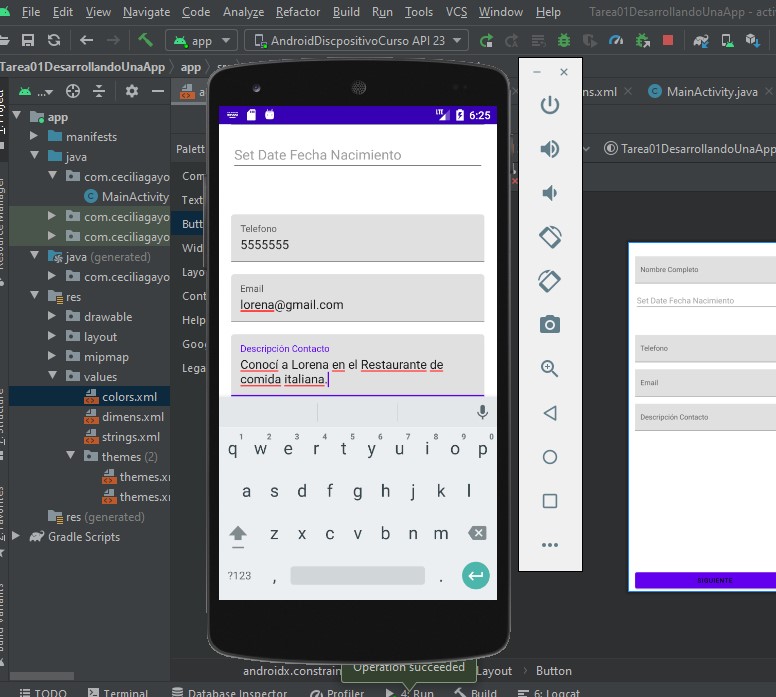 File Edit View Navigate Code Analyze Refactor Build Run Tools VCS Window Help Tarea01DesarrollandoUnaApp - acti
app AndroidDiscpositivoCurso API 23
Tarea01DesarrollandoUnaApp app
ns.xml MainActivity.java
app
manifests
java
com.ceciliagayo
MainActivity
com.ceciliagayo
com.ceciliagayo
java (generated)
com.ceciliagayo
res
drawable
layout
mipmap
values
colors.xml
dimens.xml
strings.xml
themes (2)
themes.x
themes.x
res (generated)
Gradle Scripts
Palett
Com
Text
Butt
Wid
Layo
Cont
Help
Goo
Lega
LTE 6:25
Set Date Fecha Nacimiento
Telefono
5555555
Email
lorena@gmail.com
Descripción Contacto
Conocí a Lorena en el Restaurante de
comida italiana.
1 2 3 4 5 6 7 8 9 0
q w e r t y u i o p
a s d f g h j k l
z x c v b n m
?123 , .
Tarea01DesarrollandoUnaApp
Nombre Completo
Set Date Fecha Nacimiento
Telefono
Email
Descripción Contacto
SIGUIENTE
androidx.constrain Layout Button
Operation succeeded
TODO Terminal Database Inspector Profiler 4: Run Build 6: Logcat